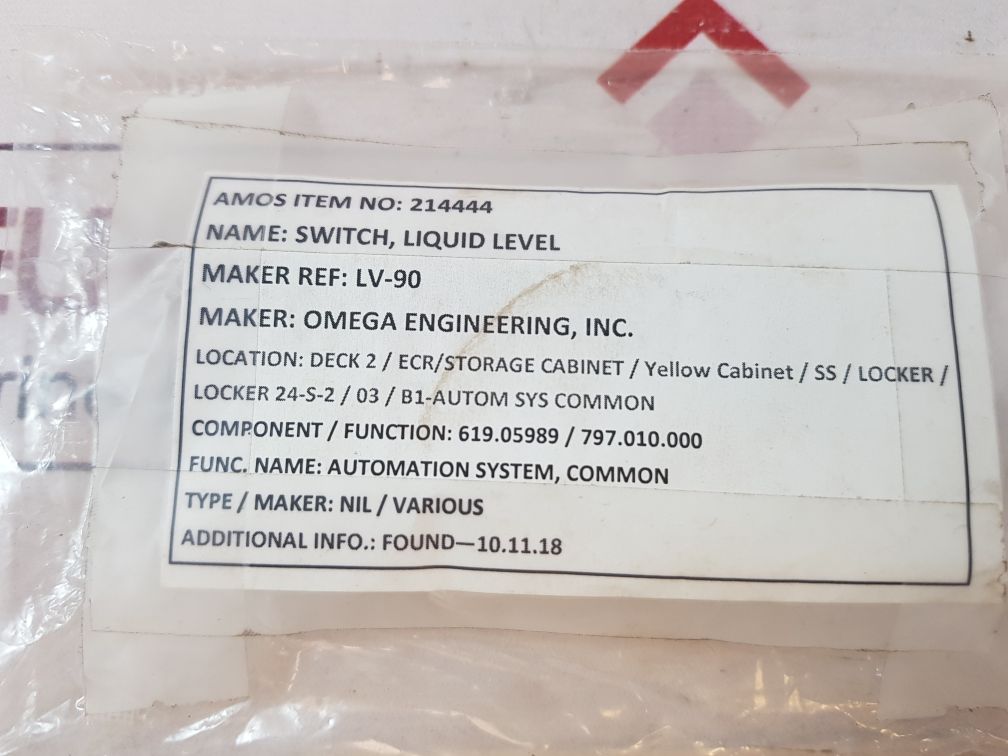 AMOS ITEM NO: 214444
NAME: SWITCH, LIQUID LEVEL
MAKER REF: LV-90
MAKER: OMEGA ENGINEERING, INC.
LOCATION: DECK 2 / ECR/STORAGE CABINET / Yellow Cabinet / SS / LOCKER /
LOCKER 24-S-2 / 03 / B1-AUTOM SYS COMMON
COMPONENT / FUNCTION: 619.05989 / 797.010.000
FUNC. NAME: AUTOMATION SYSTEM, COMMON
TYPE / MAKER: NIL / VARIOUS
ADDITIONAL INFO.: FOUND—10.11.18